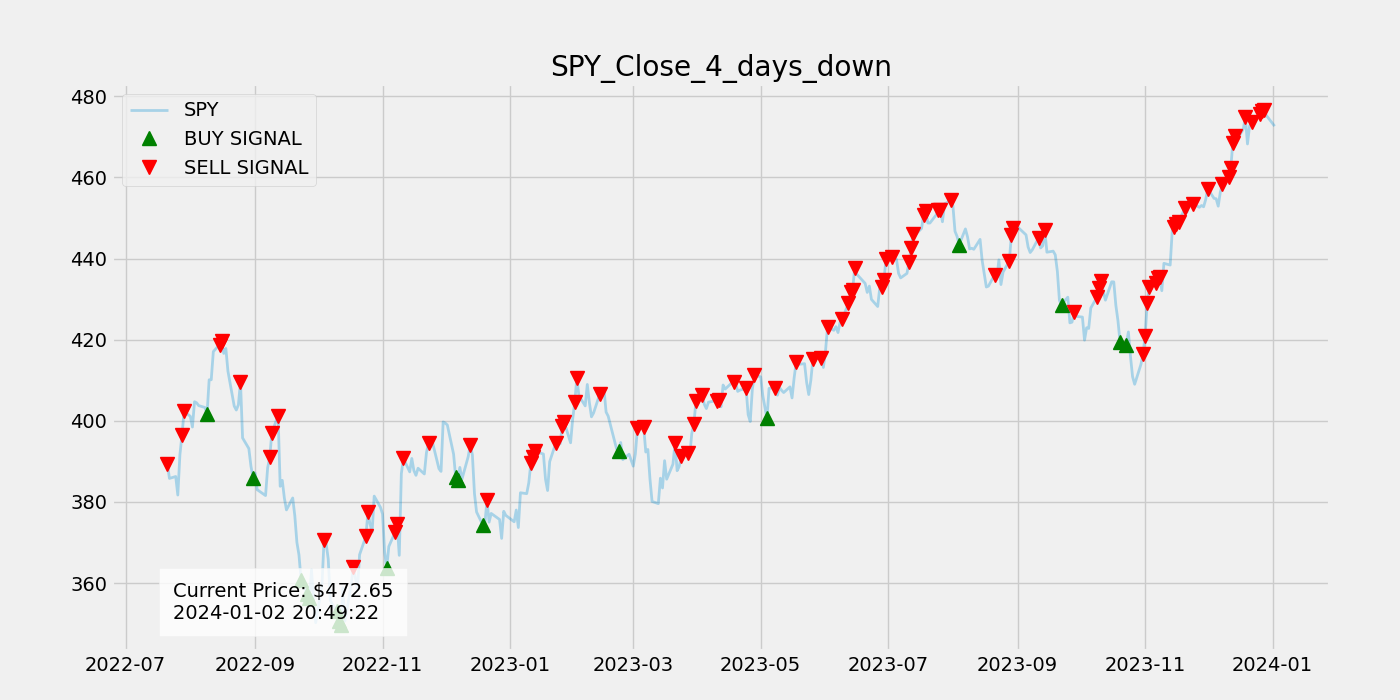 SPY_Close_4_days_down
480
460
440
420
400
380
360
SPY
BUY SIGNAL
SELL SIGNAL
Current Price: $472.65
2024-01-02 20:49:22
2022-07 2022-09 2022-11 2023-01 2023-03 2023-05 2023-07 2023-09 2023-11 2024-01